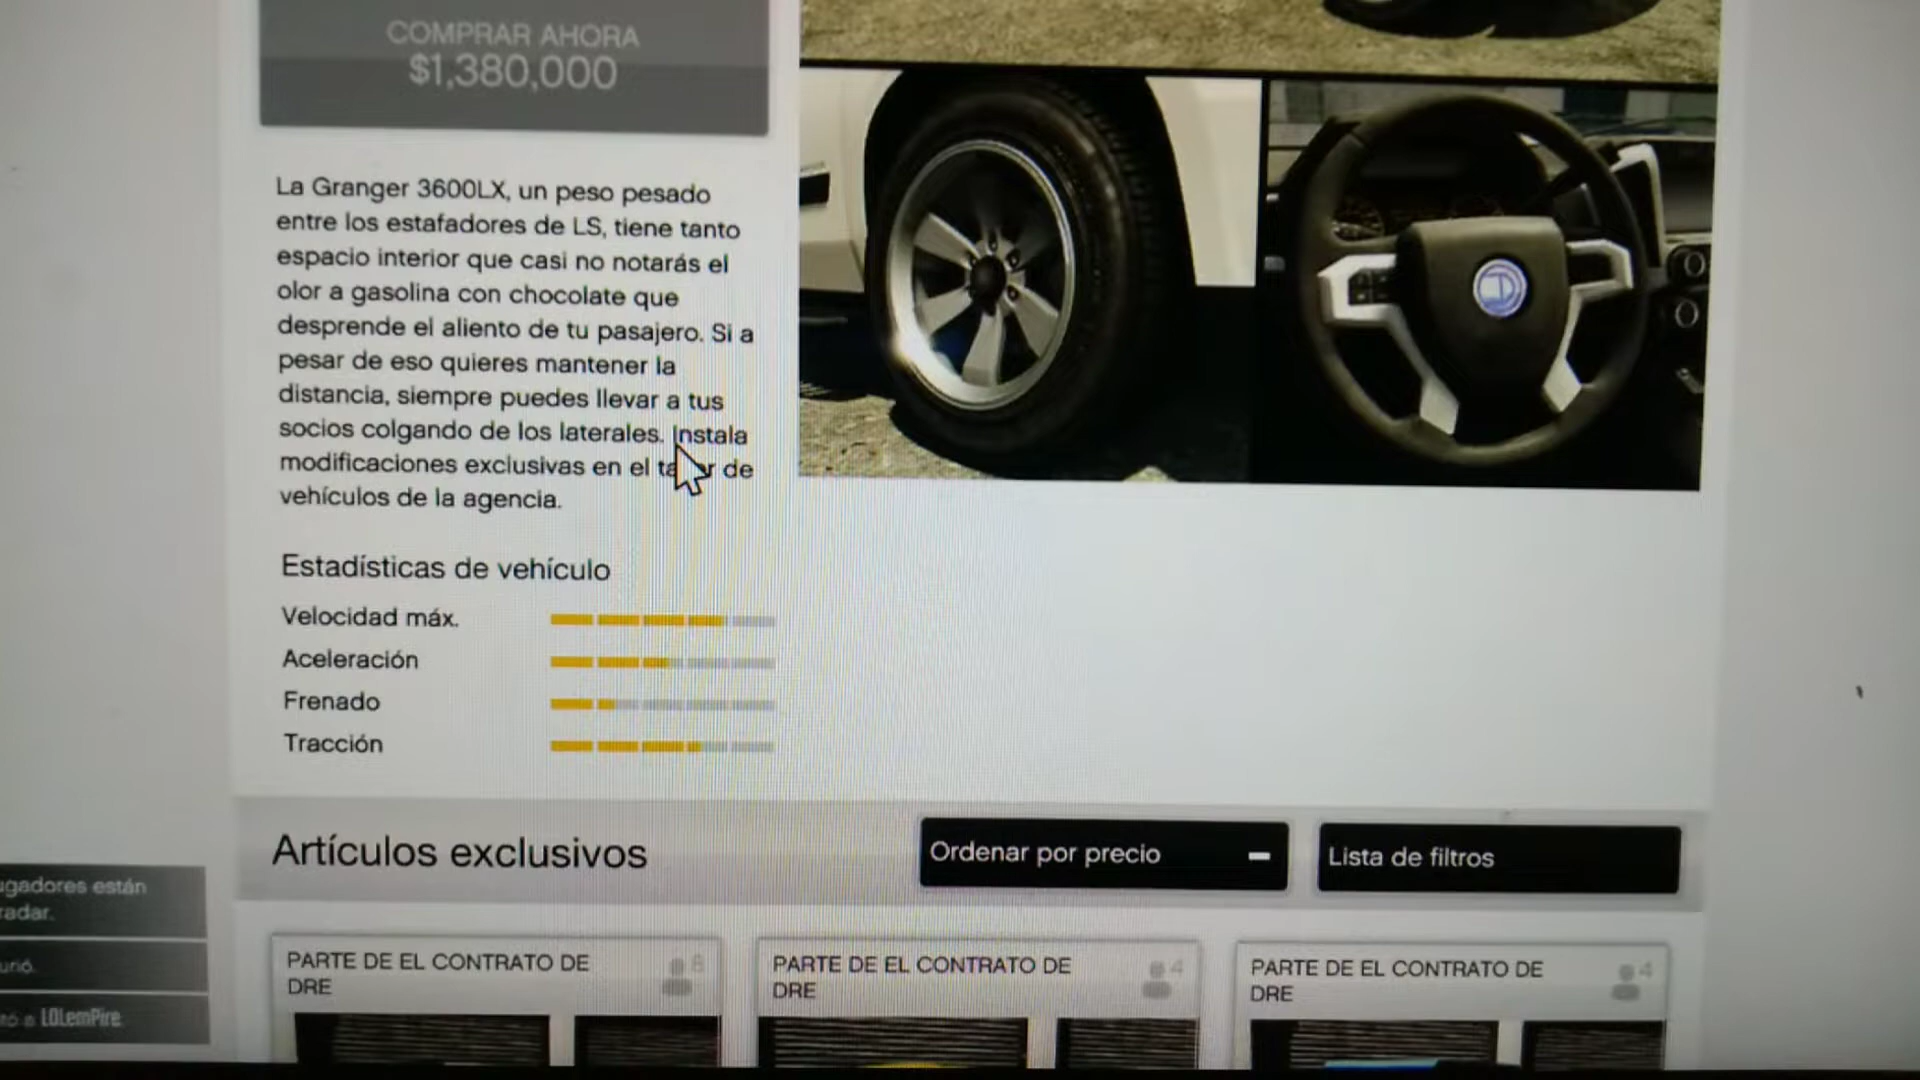 COMPRAR AHORA
$1,380,000
La Granger 3600LX, un peso pesado
entre los estafadores de LS, tiene tanto
espacio interior que casi no notarás el
olor a gasolina con chocolate que
desprende el aliento de tu pasajero. Si a
pesar de eso quieres mantener la
distancia, siempre puedes llevar a tus
socios colgando de los laterales. Instala
modificaciones exclusivas en el de
vehículos de la agencia.
Estadísticas de vehículo
Velocidad máx.
Aceleración
Frenado
Tracción
Artículos exclusivos
Ordenar por precio
Lista de filtros
están
radar.
LOLemPire
PARTE DE EL CONTRATO DE
DRE
8
PARTE DE EL CONTRATO DE
DRE
4
PARTE DE EL CONTRATO DE
DRE
4